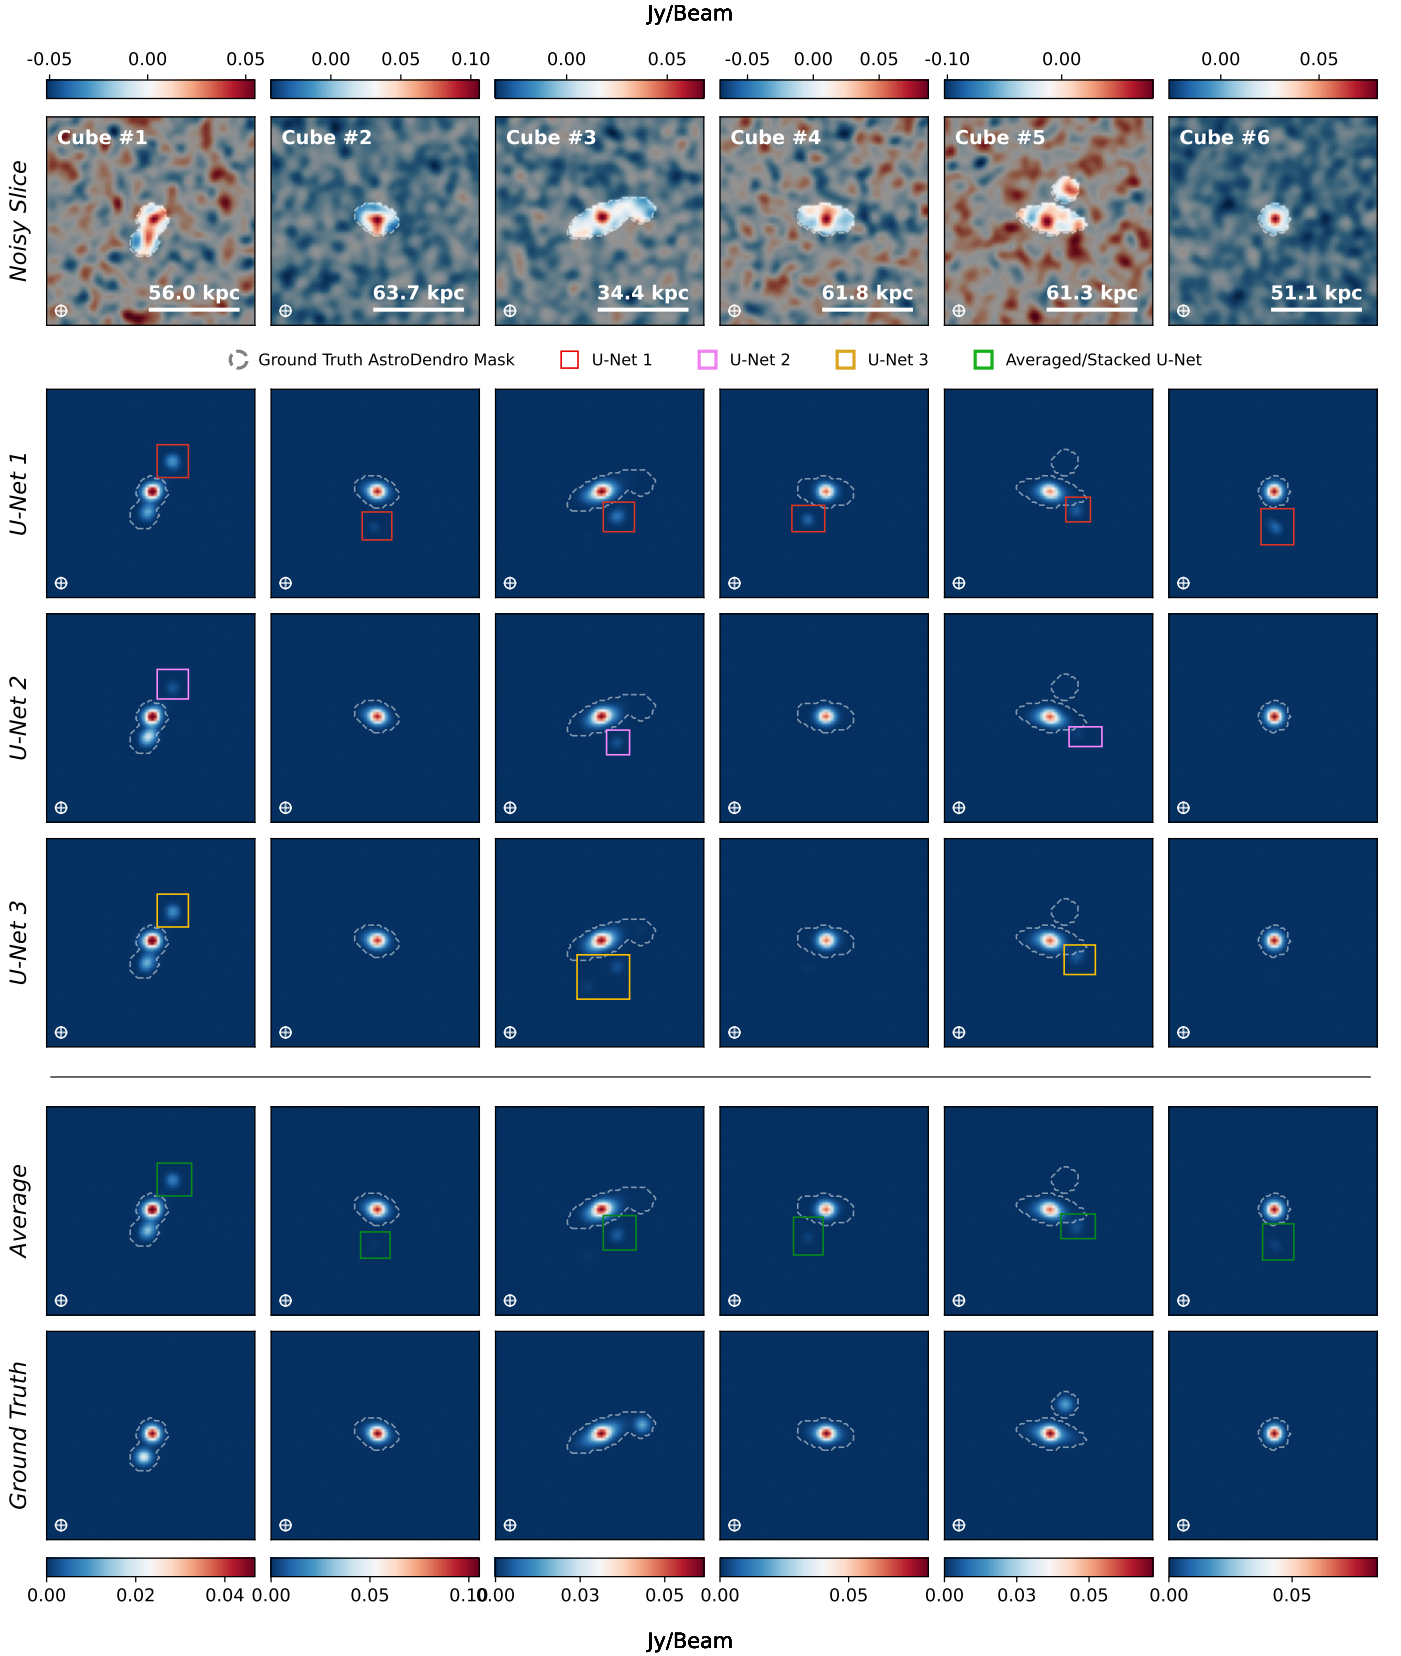 Jy/Beam
-0.05 0.00 0.05 0.00 0.05 0.10 0.00 0.05 -0.05 0.00 0.05 -0.10 0.00 0.00 0.05
Noisy Slice
Cube #1 Cube #2 Cube #3 Cube #4 Cube #5 Cube #6
56.0 kpc 63.7 kpc 34.4 kpc 61.8 kpc 61.3 kpc 51.1 kpc
Ground Truth AstroDendro Mask U-Net 1 U-Net 2 U-Net 3 Averaged/Stacked U-Net
U-Net 1
U-Net 2
U-Net 3
Average
Ground Truth
0.00 0.02 0.04 0.00 0.05 0.10 0.00 0.03 0.05 0.00 0.05 0.00 0.03 0.05 0.00 0.05
Jy/Beam